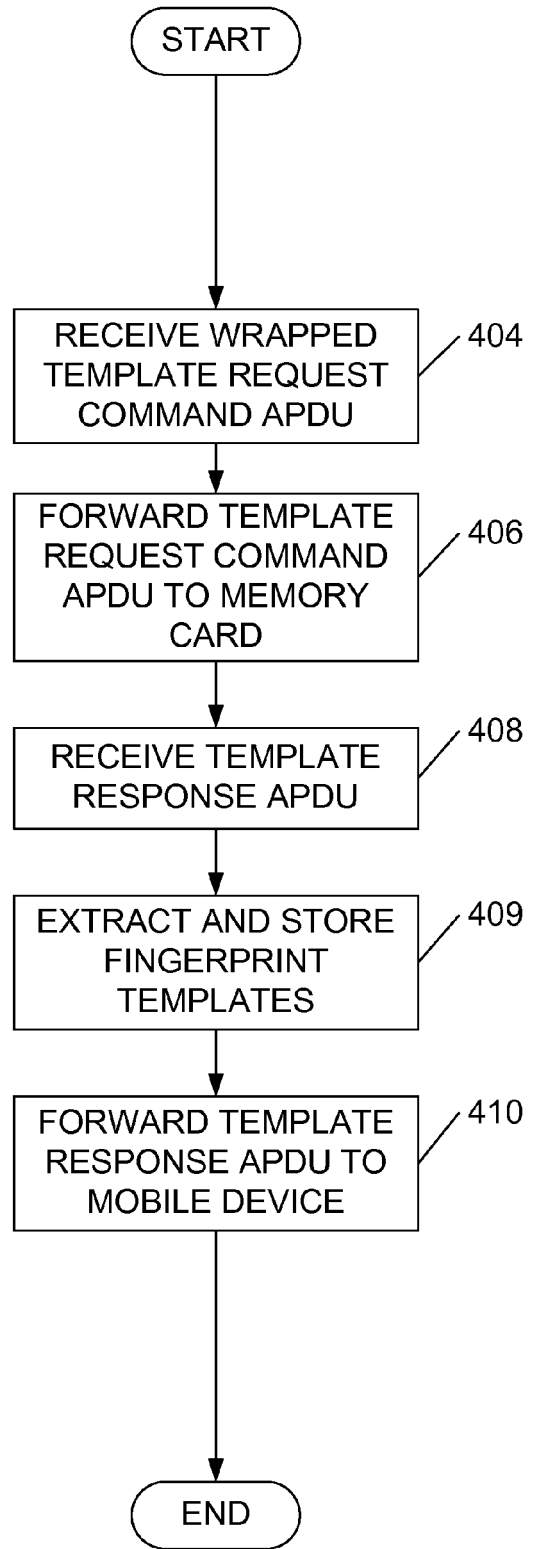 START
RECEIVE WRAPPED
TEMPLATE REQUEST
COMMAND APDU
404
FORWARD TEMPLATE
REQUEST COMMAND
APDU TO MEMORY
CARD
406
RECEIVE TEMPLATE
RESPONSE APDU
408
EXTRACT AND STORE
FINGERPRINT
TEMPLATES
409
FORWARD TEMPLATE
RESPONSE APDU TO
MOBILE DEVICE
410
END